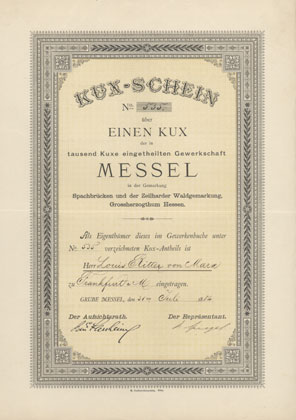 KUX-SCHEIN
No 535
über
EINEN KUX
der in
tausend Kuxe eingetheilten Gewerkschaft
MESSEL
in der Gemarkung
Spachbrücken und der Zeilharder Waldgemarkung,
Grossherzogthum Hessen.
Als Eigenthümer dieses im Gewerkenbuche unter
No 535 verzeichneten Kux-Antheils ist
Herr Louis Ritter von Marx
Frankfurt a/M eingetragen.
GRUBE MESSEL, den
Der Aufsichtsrath. Der Repräsentant.